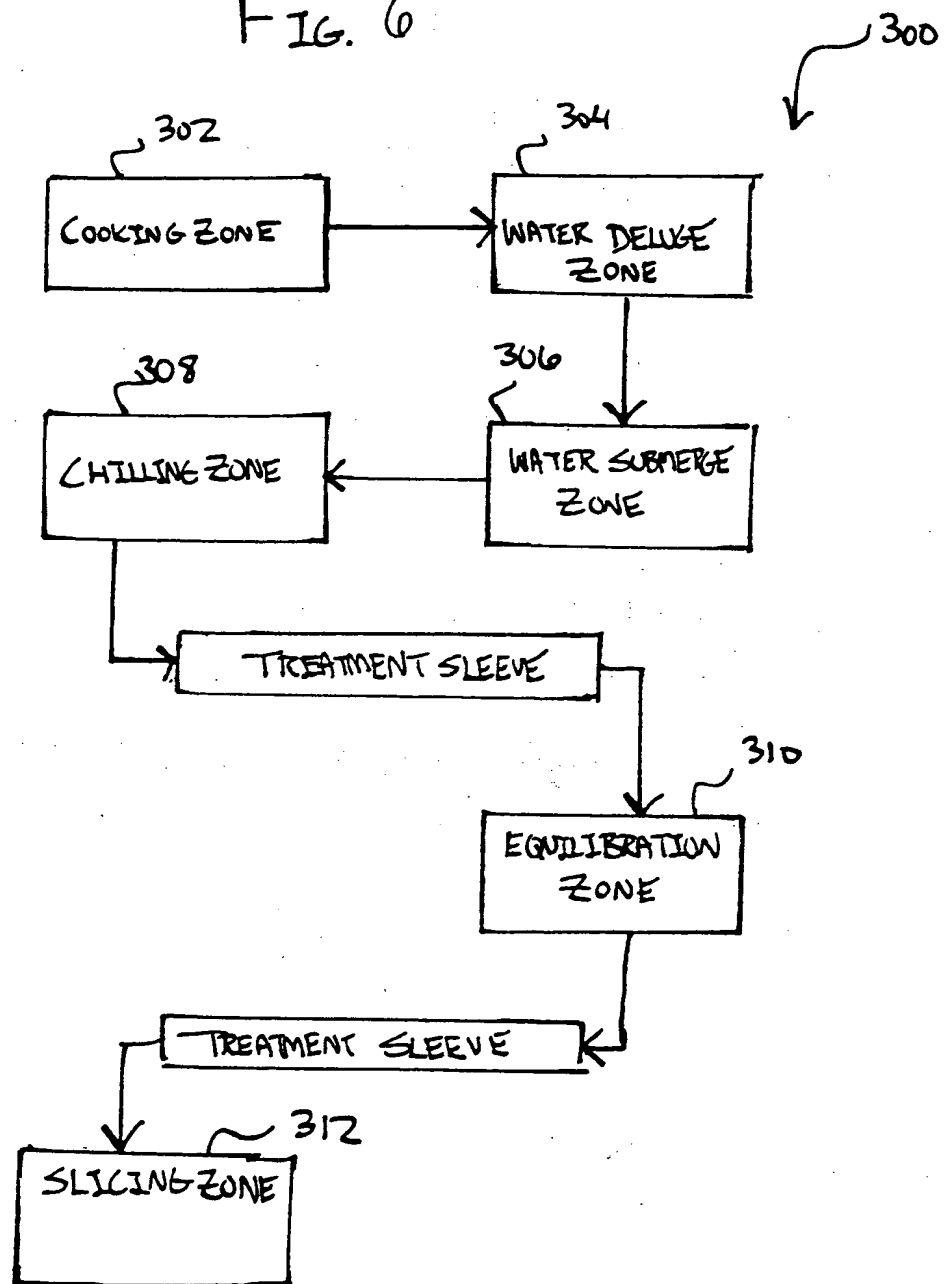 FIG. 6
300
302
304
COOKING ZONE
WATER DELUGE
ZONE
308
306
CHILLING ZONE
WATER SUBMERGE
ZONE
TREATMENT SLEEVE
310
EQUILIBRATION
ZONE
TREATMENT SLEEVE
312
SLICING ZONE